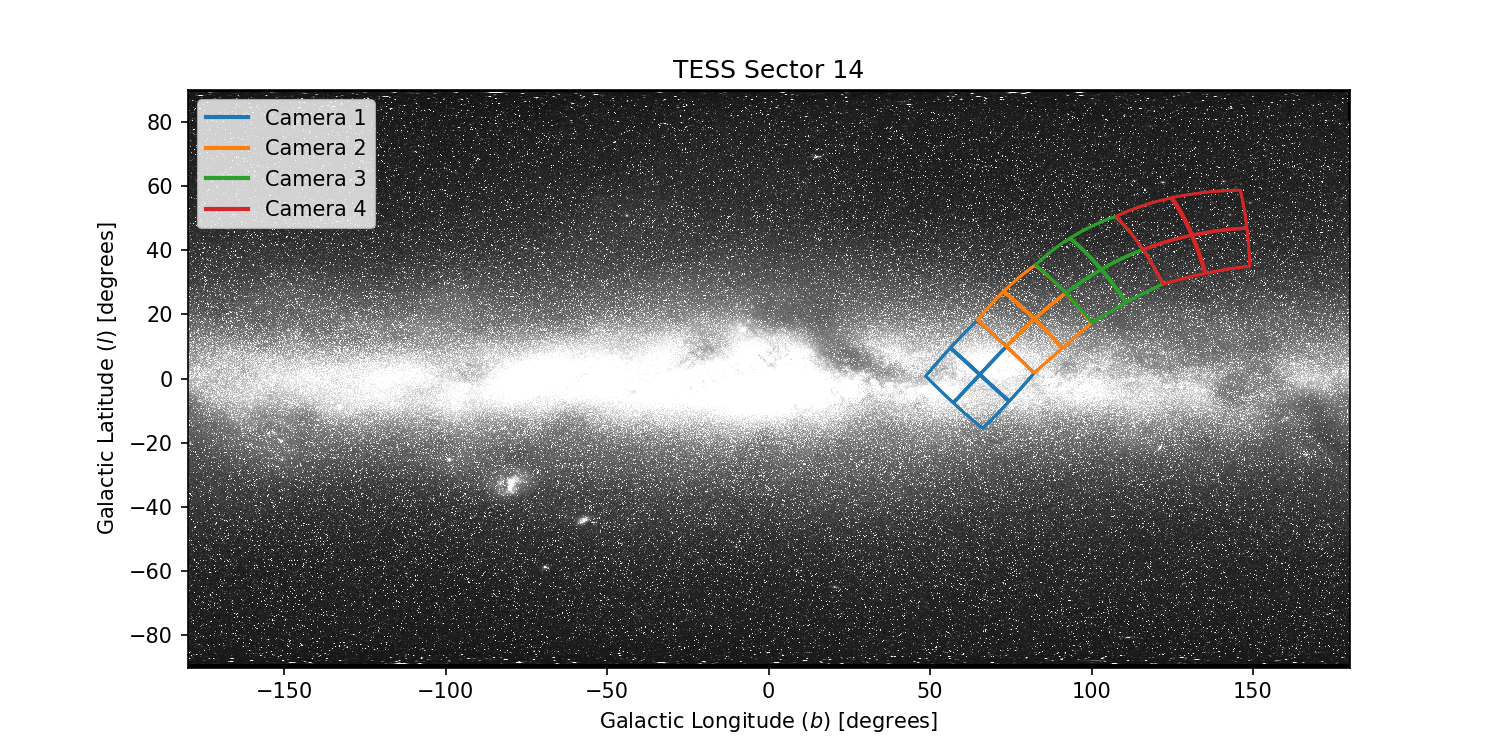 TESS Sector 14
Camera 1
Camera 2
Camera 3
Camera 4
Galactic Latitude (l) [degrees]
80
60
40
20
0
−20
−40
−60
−80
−150
−100
−50
0
50
100
150
Galactic Longitude (b) [degrees]